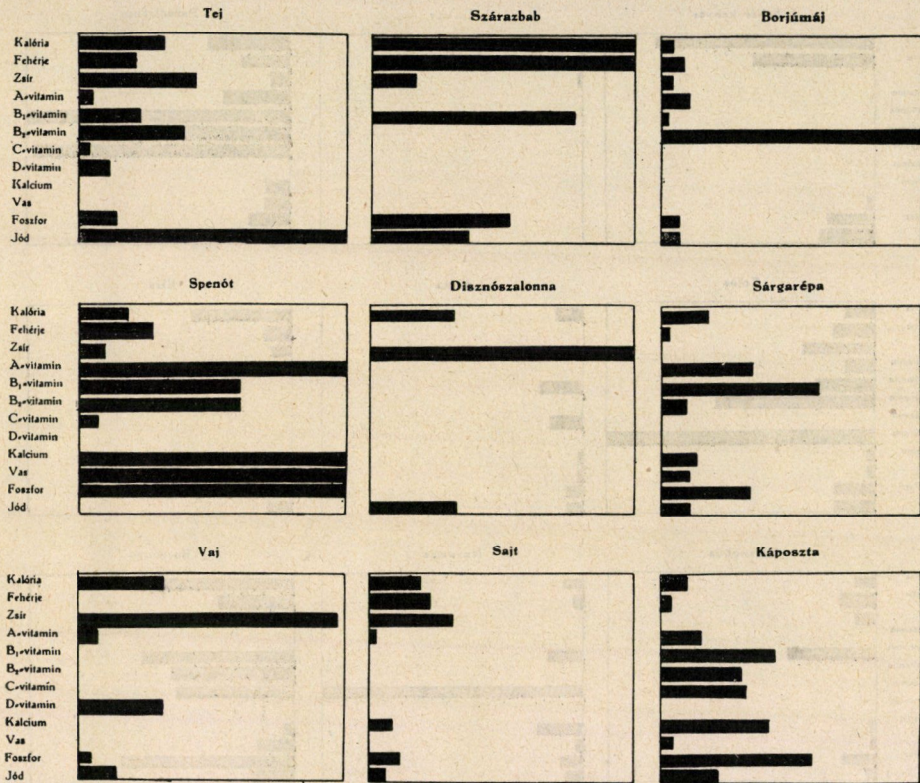 Tej
Szárazbab
Borjúmáj
Kalória
Fehérje
Zsír
A-vitamin
B₁-vitamin
B₂-vitamin
C-vitamin
D-vitamin
Kalcium
Vas
Foszfor
Jód
Spenót
Disznószalonna
Sárgarépa
Kalória
Fehérje
Zsír
A-vitamin
B₁-vitamin
B₂-vitamin
C-vitamin
D-vitamin
Kalcium
Vas
Foszfor
Jód
Vaj
Sajt
Káposzta
Kalória
Fehérje
Zsír
A-vitamin
B₁-vitamin
B₂-vitamin
C-vitamin
D-vitamin
Kalcium
Vas
Foszfor
Jód